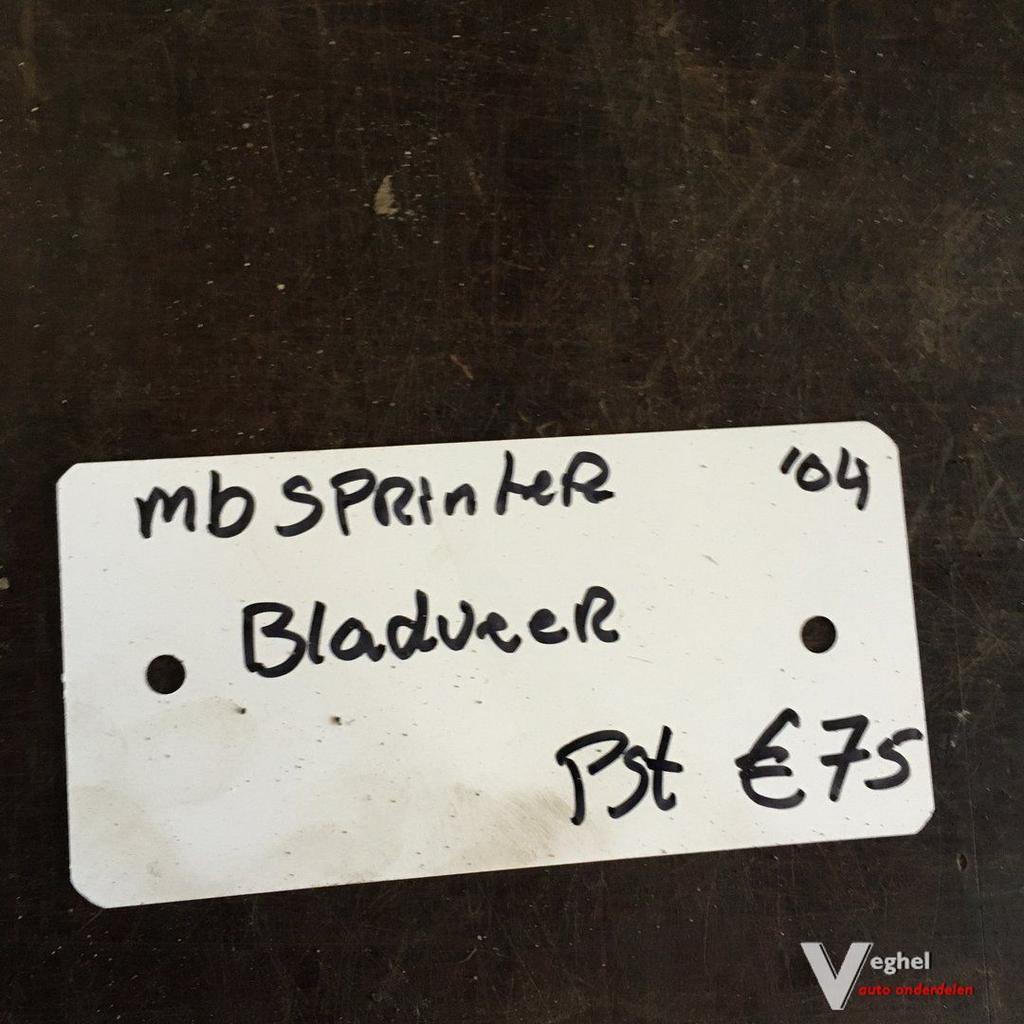 mb SPRinteR '04
BladveeR
Pst €75
Veghel
auto onderdelen